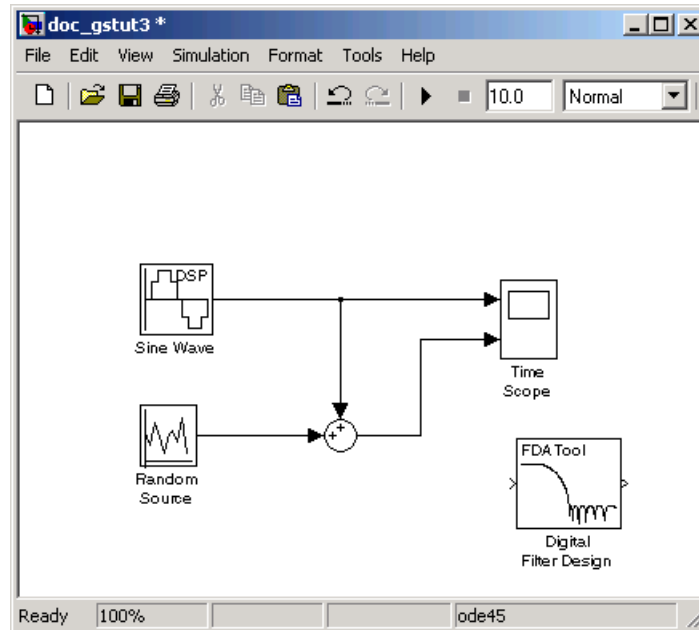 doc_gstut3 *
File Edit View Simulation Format Tools Help
10.0 Normal
DSP
Sine Wave
Time
Scope
Random
Source
FDATool
Digital
Filter Design
Ready 100% ode45